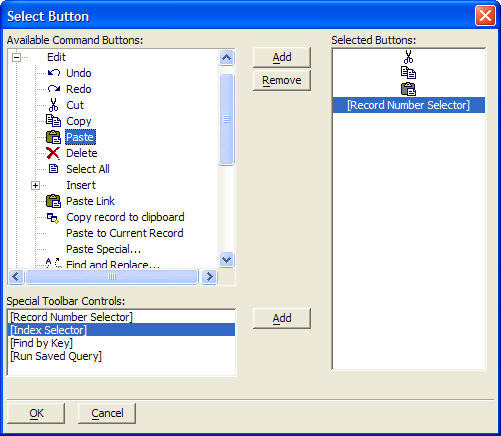 Select Button
Available Command Buttons:
Edit
Undo
Redo
Cut
Copy
Paste
Delete
Select All
Insert
Paste Link
Copy record to clipboard
Paste to Current Record
Paste Special...
Find and Replace...
Add
Remove
Selected Buttons:
[Record Number Selector]
Special Toolbar Controls:
[Record Number Selector]
[Index Selector]
[Find by Key]
[Run Saved Query]
Add
OK
Cancel